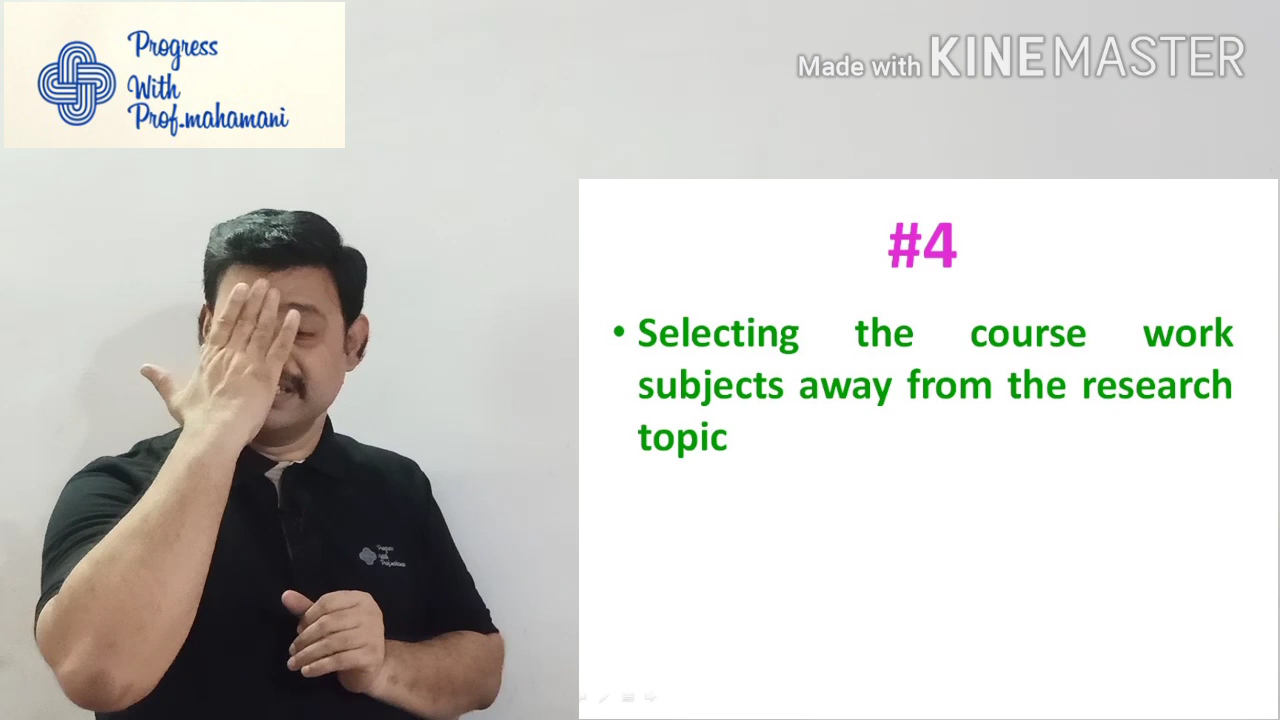 Progress
With
Prof.mahamani
Made with KINEMASTER
#4
• Selecting the course work
subjects away from the research
topic